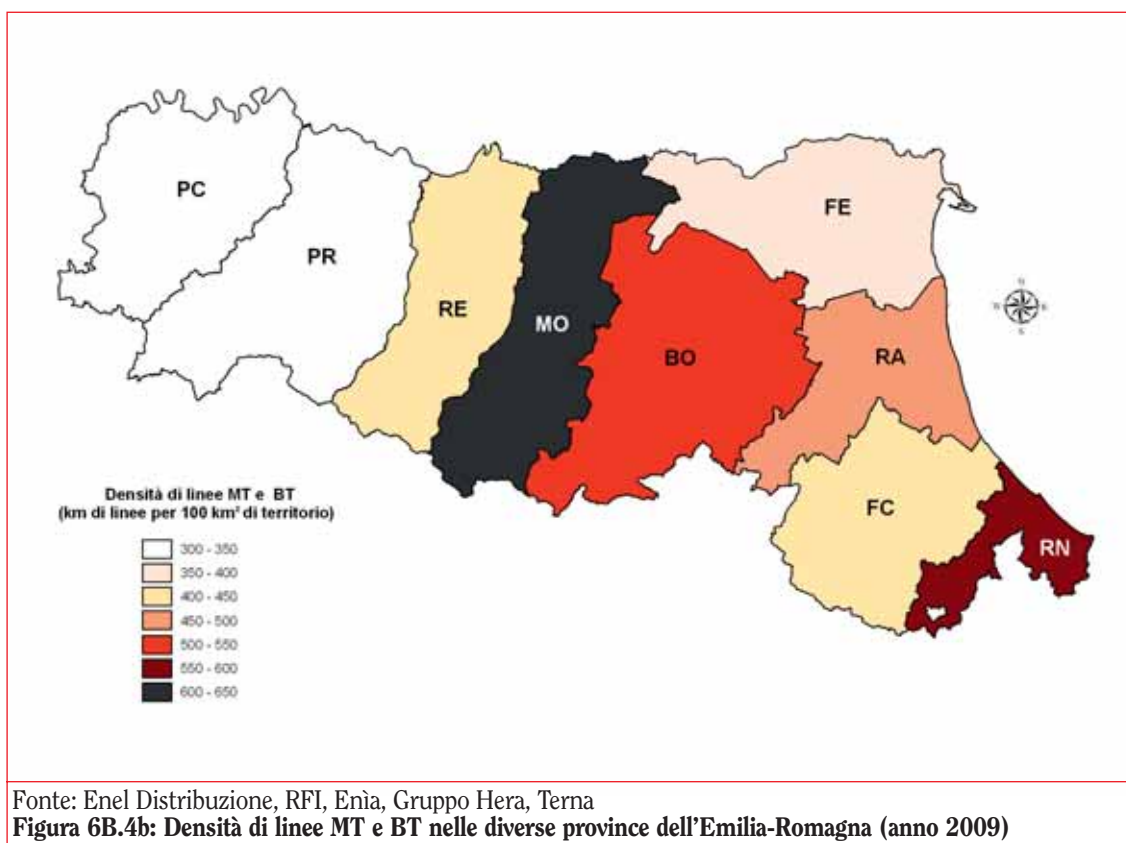 PC
PR
RE
MO
BO
FE
RA
FC
RN
N
E
S
Densità di linee MT e BT
(km di linee per 100 km² di territorio)
300 - 350
350 - 400
400 - 450
450 - 500
500 - 550
550 - 600
600 - 650
Fonte: Enel Distribuzione, RFI, Enìa, Gruppo Hera, Terna
Figura 6B.4b: Densità di linee MT e BT nelle diverse province dell’Emilia-Romagna (anno 2009)